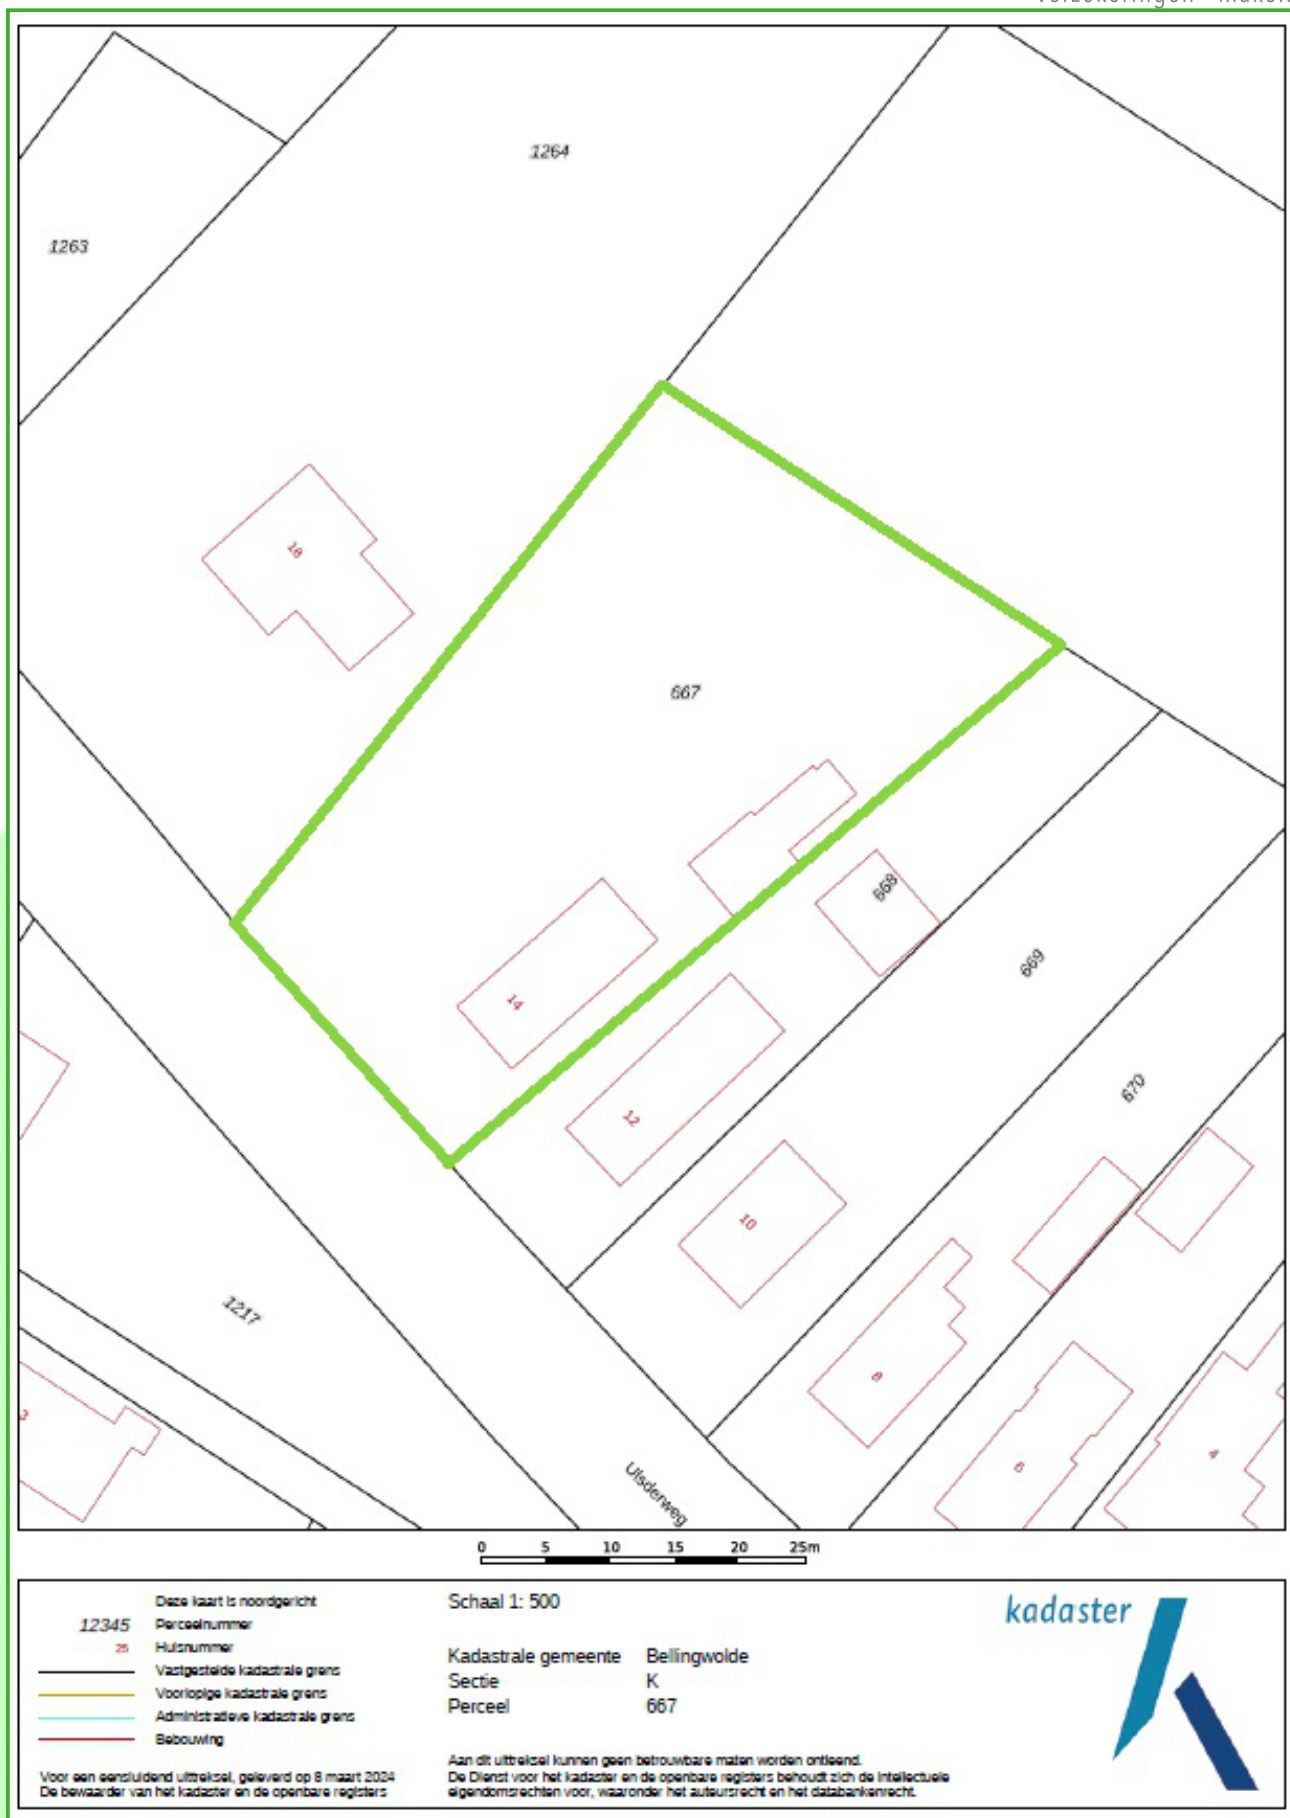 1264
1263
18
667
668
14
669
12
670
10
1217
8
3
6
4
Ulsderweg
0 5 10 15 20 25m
Deze kaart is noordgericht
12345 Perceelnummer
25 Huisnummer
Vastgestelde kadastrale grens
Voorlopige kadastrale grens
Administratieve kadastrale grens
Bebouwing
Voor een eensluidend uittreksel, geleverd op 8 maart 2024
De bewaarder van het kadaster en de openbare registers
Schaal 1: 500
Kadastrale gemeente Bellingwolde
Sectie K
Perceel 667
Aan dit uittreksel kunnen geen betrouwbare maten worden ontleend.
De Dienst voor het kadaster en de openbare registers behoudt zich de intellectuele
eigendomsrechten voor, waaronder het auteursrecht en het databankenrecht.
kadaster